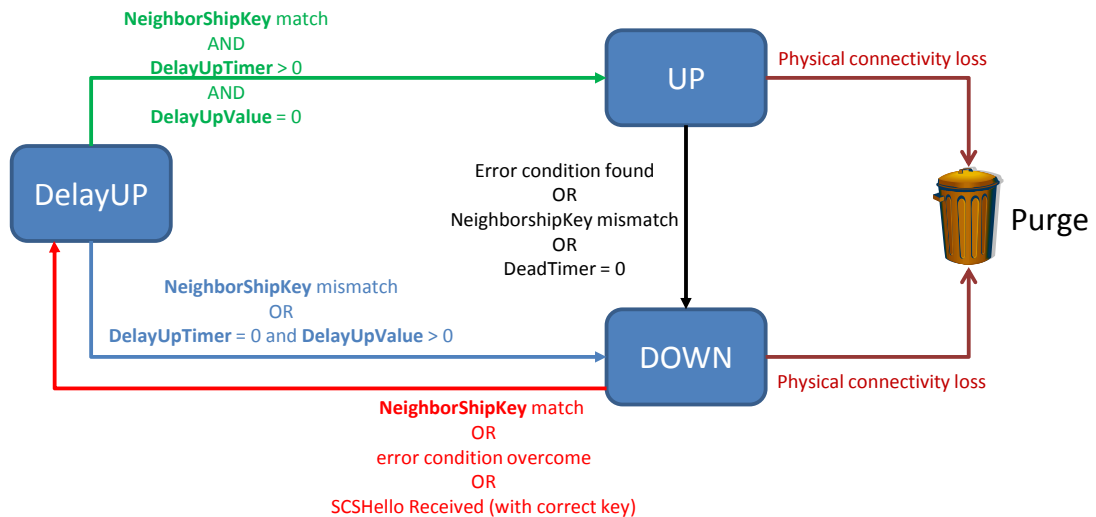 NeighborShipKey match
AND
DelayUpTimer > 0
AND
DelayUpValue = 0
UP
Physical connectivity loss
DelayUP
Error condition found
OR
NeighborshipKey mismatch
OR
DeadTimer = 0
Purge
NeighborShipKey mismatch
OR
DelayUpTimer = 0 and DelayUpValue > 0
DOWN
Physical connectivity loss
NeighborShipKey match
OR
error condition overcome
OR
SCSHello Received (with correct key)